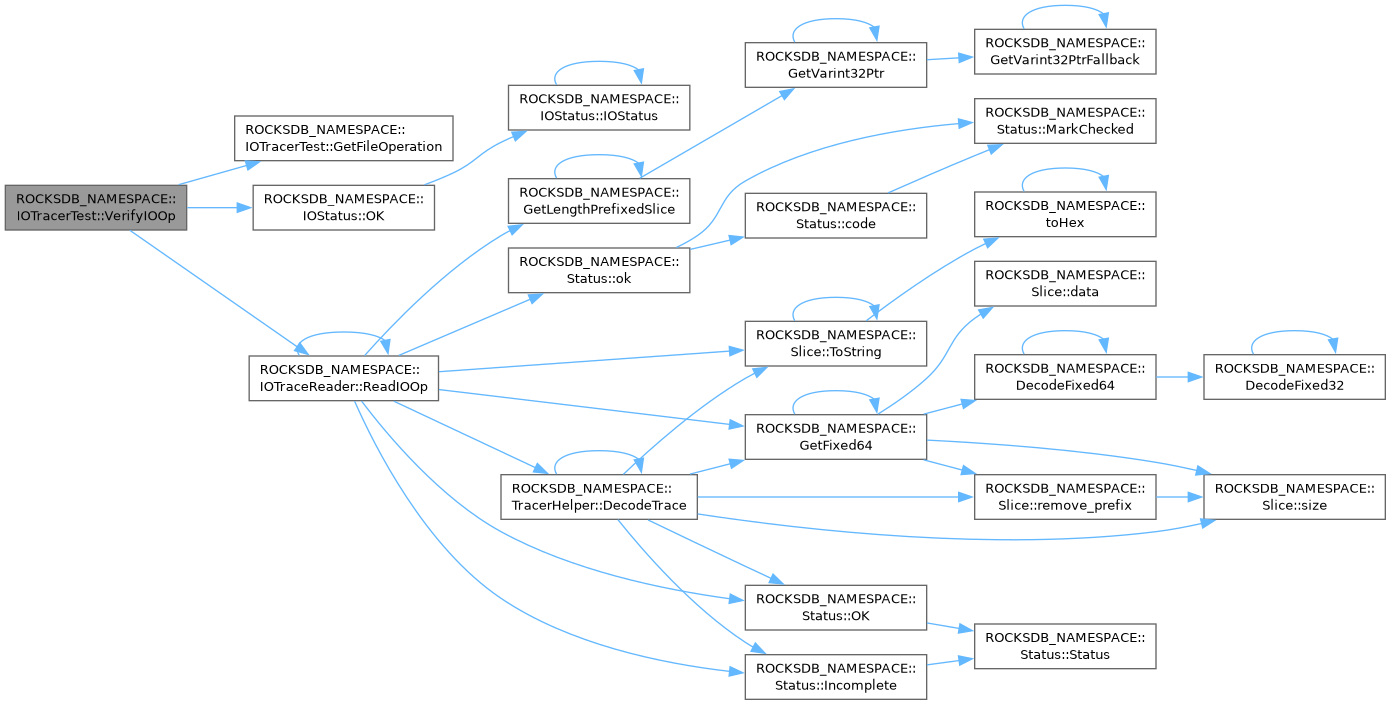 ROCKSDB_NAMESPACE::
IOTracerTest::VerifyIOOp
ROCKSDB_NAMESPACE::
IOTracerTest::GetFileOperation
ROCKSDB_NAMESPACE::
IOStatus::OK
ROCKSDB_NAMESPACE::
IOTraceReader::ReadIOOp
ROCKSDB_NAMESPACE::
IOStatus::IOStatus
ROCKSDB_NAMESPACE::
GetLengthPrefixedSlice
ROCKSDB_NAMESPACE::
Status::ok
ROCKSDB_NAMESPACE::
TracerHelper::DecodeTrace
ROCKSDB_NAMESPACE::
GetVarint32Ptr
ROCKSDB_NAMESPACE::
Status::code
ROCKSDB_NAMESPACE::
Slice::ToString
ROCKSDB_NAMESPACE::
GetFixed64
ROCKSDB_NAMESPACE::
Status::OK
ROCKSDB_NAMESPACE::
Status::Incomplete
ROCKSDB_NAMESPACE::
GetVarint32PtrFallback
ROCKSDB_NAMESPACE::
Status::MarkChecked
ROCKSDB_NAMESPACE::
toHex
ROCKSDB_NAMESPACE::
Slice::data
ROCKSDB_NAMESPACE::
DecodeFixed64
ROCKSDB_NAMESPACE::
Slice::remove_prefix
ROCKSDB_NAMESPACE::
Status::Status
ROCKSDB_NAMESPACE::
DecodeFixed32
ROCKSDB_NAMESPACE::
Slice::size